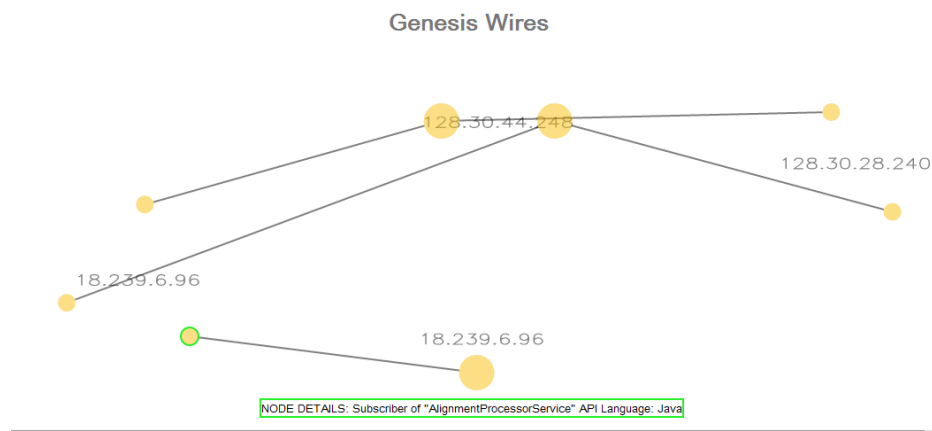 Genesis Wires
128.30.44.248
128.30.28.240
18.239.6.96
18.239.6.96
NODE DETAILS: Subscriber of "AlignmentProcessorService" API Language: Java